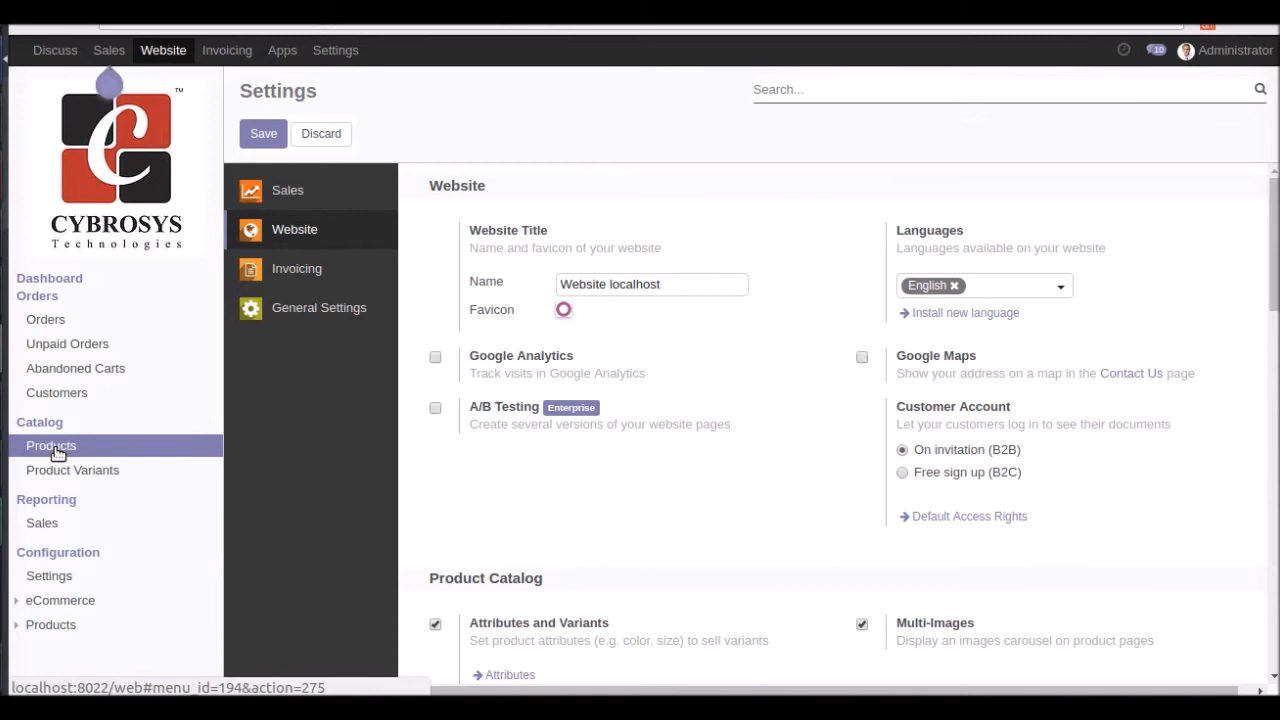 Discuss Sales Website Invoicing Apps Settings 10 Administrator
TM
C
CYBROSYS
Technologies
Dashboard
Orders
Orders
Unpaid Orders
Abandoned Carts
Customers
Catalog
Products
Product Variants
Reporting
Sales
Configuration
Settings
eCommerce
Products
localhost:8022/web#menu_id=194&action=275
Settings
Search...
Save Discard
Sales
Website
Invoicing
General Settings
Website
Website Title
Name and favicon of your website
Name Website localhost
Favicon
Languages
Languages available on your website
English
Install new language
Google Analytics
Track visits in Google Analytics
Google Maps
Show your address on a map in the Contact Us page
A/B Testing Enterprise
Create several versions of your website pages
Customer Account
Let your customers log in to see their documents
On invitation (B2B)
Free sign up (B2C)
Default Access Rights
Product Catalog
Attributes and Variants
Set product attributes (e.g. color, size) to sell variants
Attributes
Multi-Images
Display an images carousel on product pages